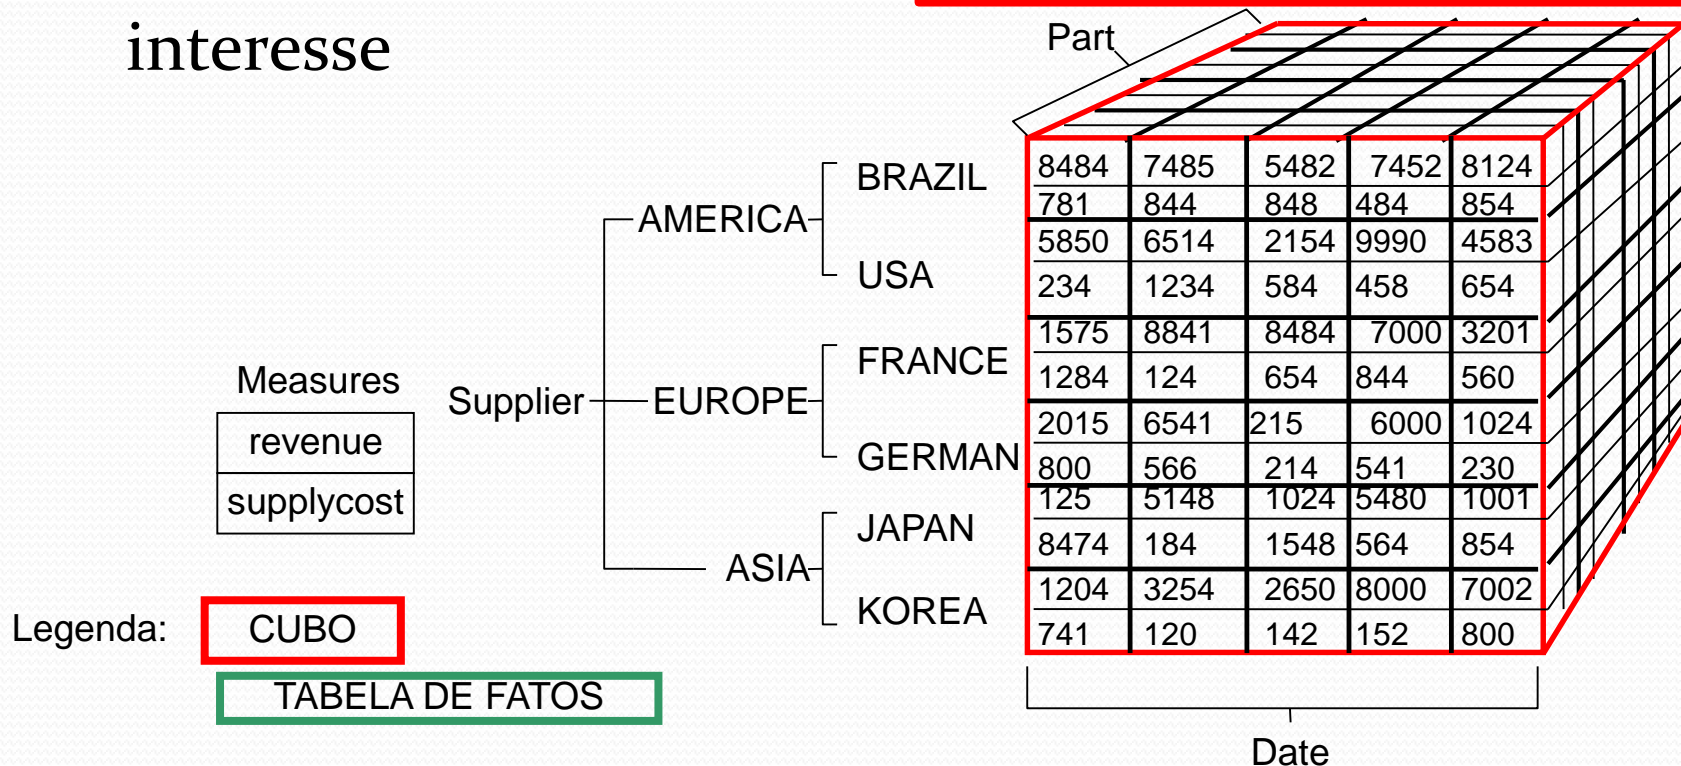 interesse
Part
BRAZIL
AMERICA
USA
FRANCE
Supplier EUROPE
GERMAN
JAPAN
ASIA
KOREA
Measures
revenue
supplycost
8484 7485 5482 7452 8124
781 844 848 484 854
5850 6514 2154 9990 4583
234 1234 584 458 654
1575 8841 8484 7000 3201
1284 124 654 844 560
2015 6541 215 6000 1024
800 566 214 541 230
125 5148 1024 5480 1001
8474 184 1548 564 854
1204 3254 2650 8000 7002
741 120 142 152 800
Date
Legenda: CUBO
TABELA DE FATOS